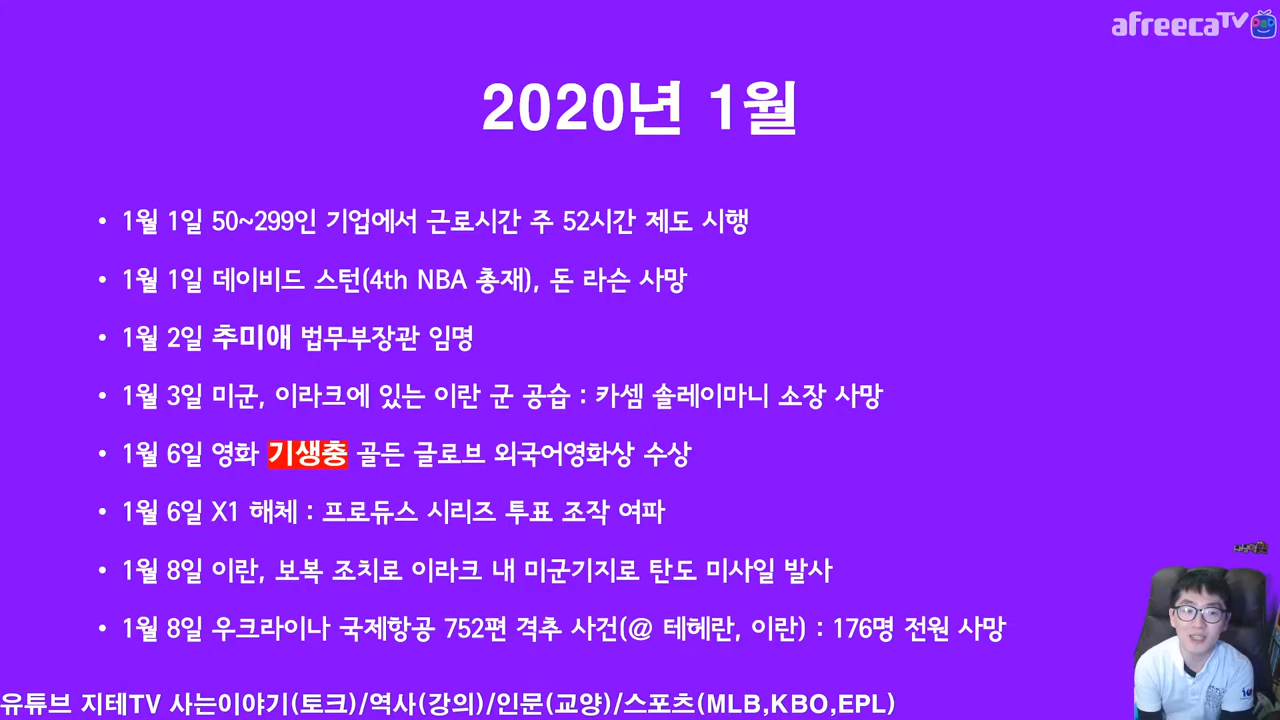 afreecaTV
2020년 1월
• 1월 1일 50~299인 기업에서 근로시간 주 52시간 제도 시행
• 1월 1일 데이비드 스턴(4th NBA 총재), 돈 라슨 사망
• 1월 2일 추미애 법무부장관 임명
• 1월 3일 미군, 이라크에 있는 이란 군 공습 : 카셈 솔레이마니 소장 사망
• 1월 6일 영화 기생충 골든 글로브 외국어영화상 수상
• 1월 6일 X1 해체 : 프로듀스 시리즈 투표 조작 여파
• 1월 8일 이란, 보복 조치로 이라크 내 미군기지로 탄도 미사일 발사
• 1월 8일 우크라이나 국제항공 752편 격추 사건(@ 테헤란, 이란) : 176명 전원 사망
유튜브 지테TV 사는이야기(토크)/역사(강의)/인문(교양)/스포츠(MLB,KBO,EPL)